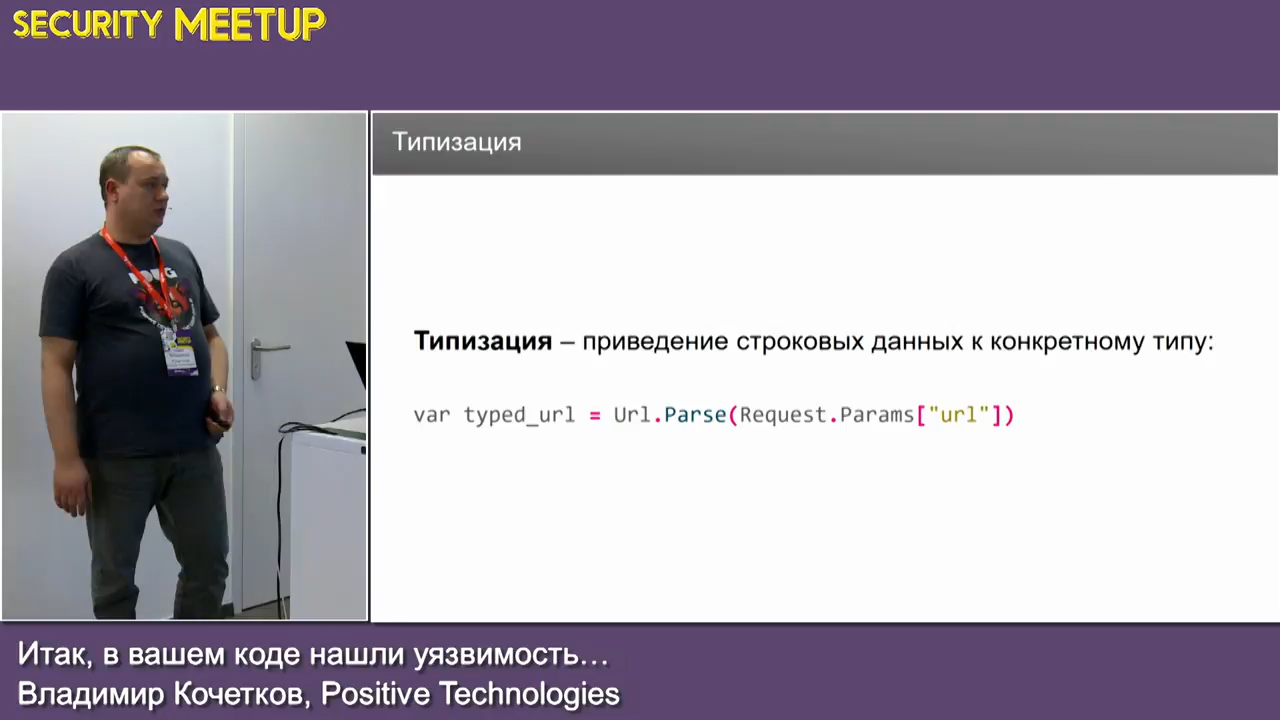 SECURITY MEETUP
Типизация
Типизация – приведение строковых данных к конкретному типу:
var typed_url = Url.Parse(Request.Params["url"])
Итак, в вашем коде нашли уязвимость…
Владимир Кочетков, Positive Technologies